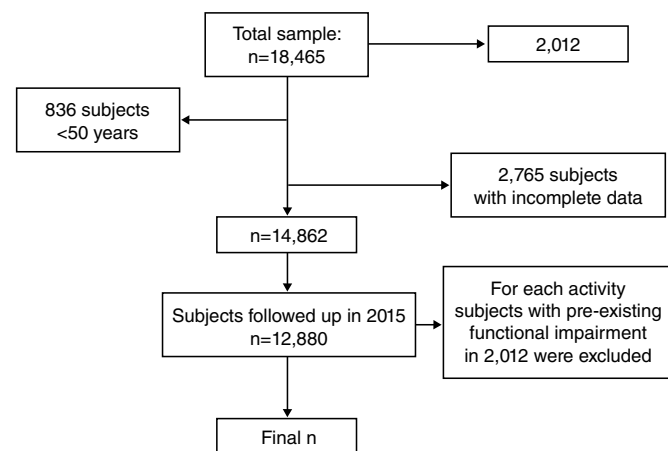 Total sample:
n=18,465
2,012
836 subjects
<50 years
2,765 subjects
with incomplete data
n=14,862
Subjects followed up in 2015
n=12,880
For each activity
subjects with pre-existing
functional impairment
in 2,012 were excluded
Final n